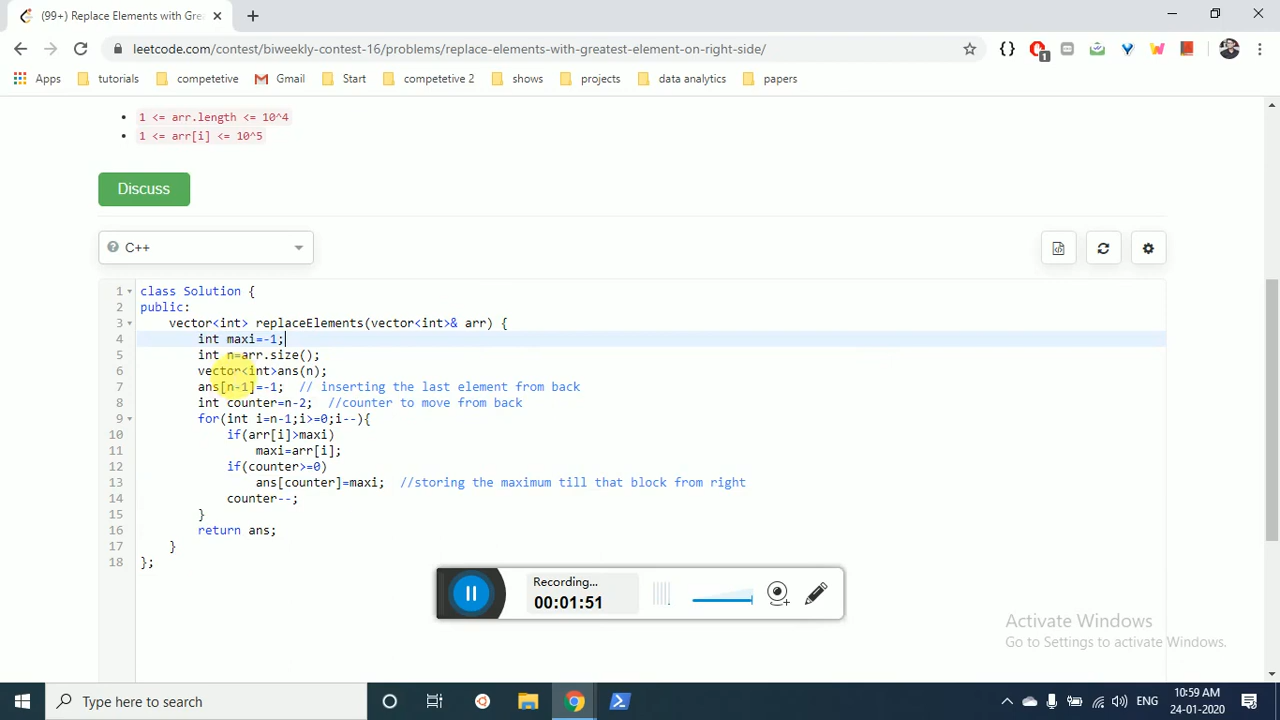 (99+) Replace Elements with Gre
leetcode.com/contest/biweekly-contest-16/problems/replace-elements-with-greatest-element-on-right-side/
1
Apps tutorials competetive Gmail Start competetive 2 shows projects data analytics papers
1 <= arr.length <= 10^4
1 <= arr[i] <= 10^5
Discuss
C++
1 class Solution {
2 public:
3 vector<int> replaceElements(vector<int>& arr) {
4 int maxi=-1;
5 int n=arr.size();
6 vector<int>ans(n);
7 ans[n-1]=-1; // inserting the last element from back
8 int counter=n-2; //counter to move from back
9 for(int i=n-1;i>=0;i--){
10 if(arr[i]>maxi)
11 maxi=arr[i];
12 if(counter>=0)
13 ans[counter]=maxi; //storing the maximum till that block from right
14 counter--;
15 }
16 return ans;
17 }
18 };
Recording...
00:01:51
Activate Windows
Go to Settings to activate Windows.
Type here to search
ENG
10:59 AM
24-01-2020